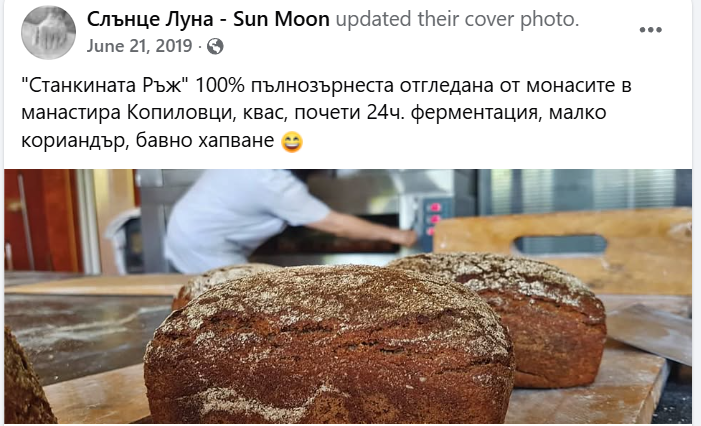 Слънце Луна - Sun Moon updated their cover photo.
June 21, 2019 ·
"Станкината Ръж" 100% пълнозърнеста отгледана от монасите в
манастира Копиловци, квас, почети 24ч. ферментация, малко
кориандър, бавно хапване 😄